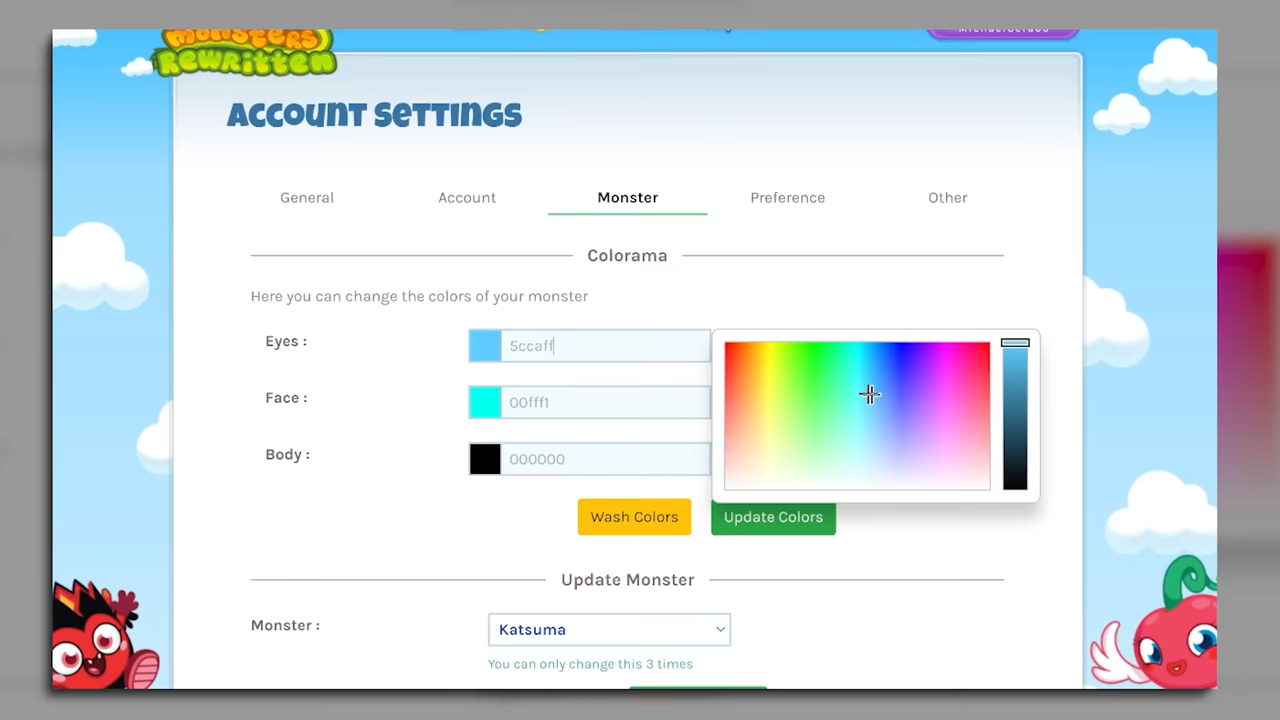 MONSTERS
REWRITTEN
Account Settings
General Account Monster Preference Other
Colorama
Here you can change the colors of your monster
Eyes : 5ccaff
Face : 00fff1
Body : 000000
Wash Colors Update Colors
Update Monster
Monster : Katsuma
You can only change this 3 times